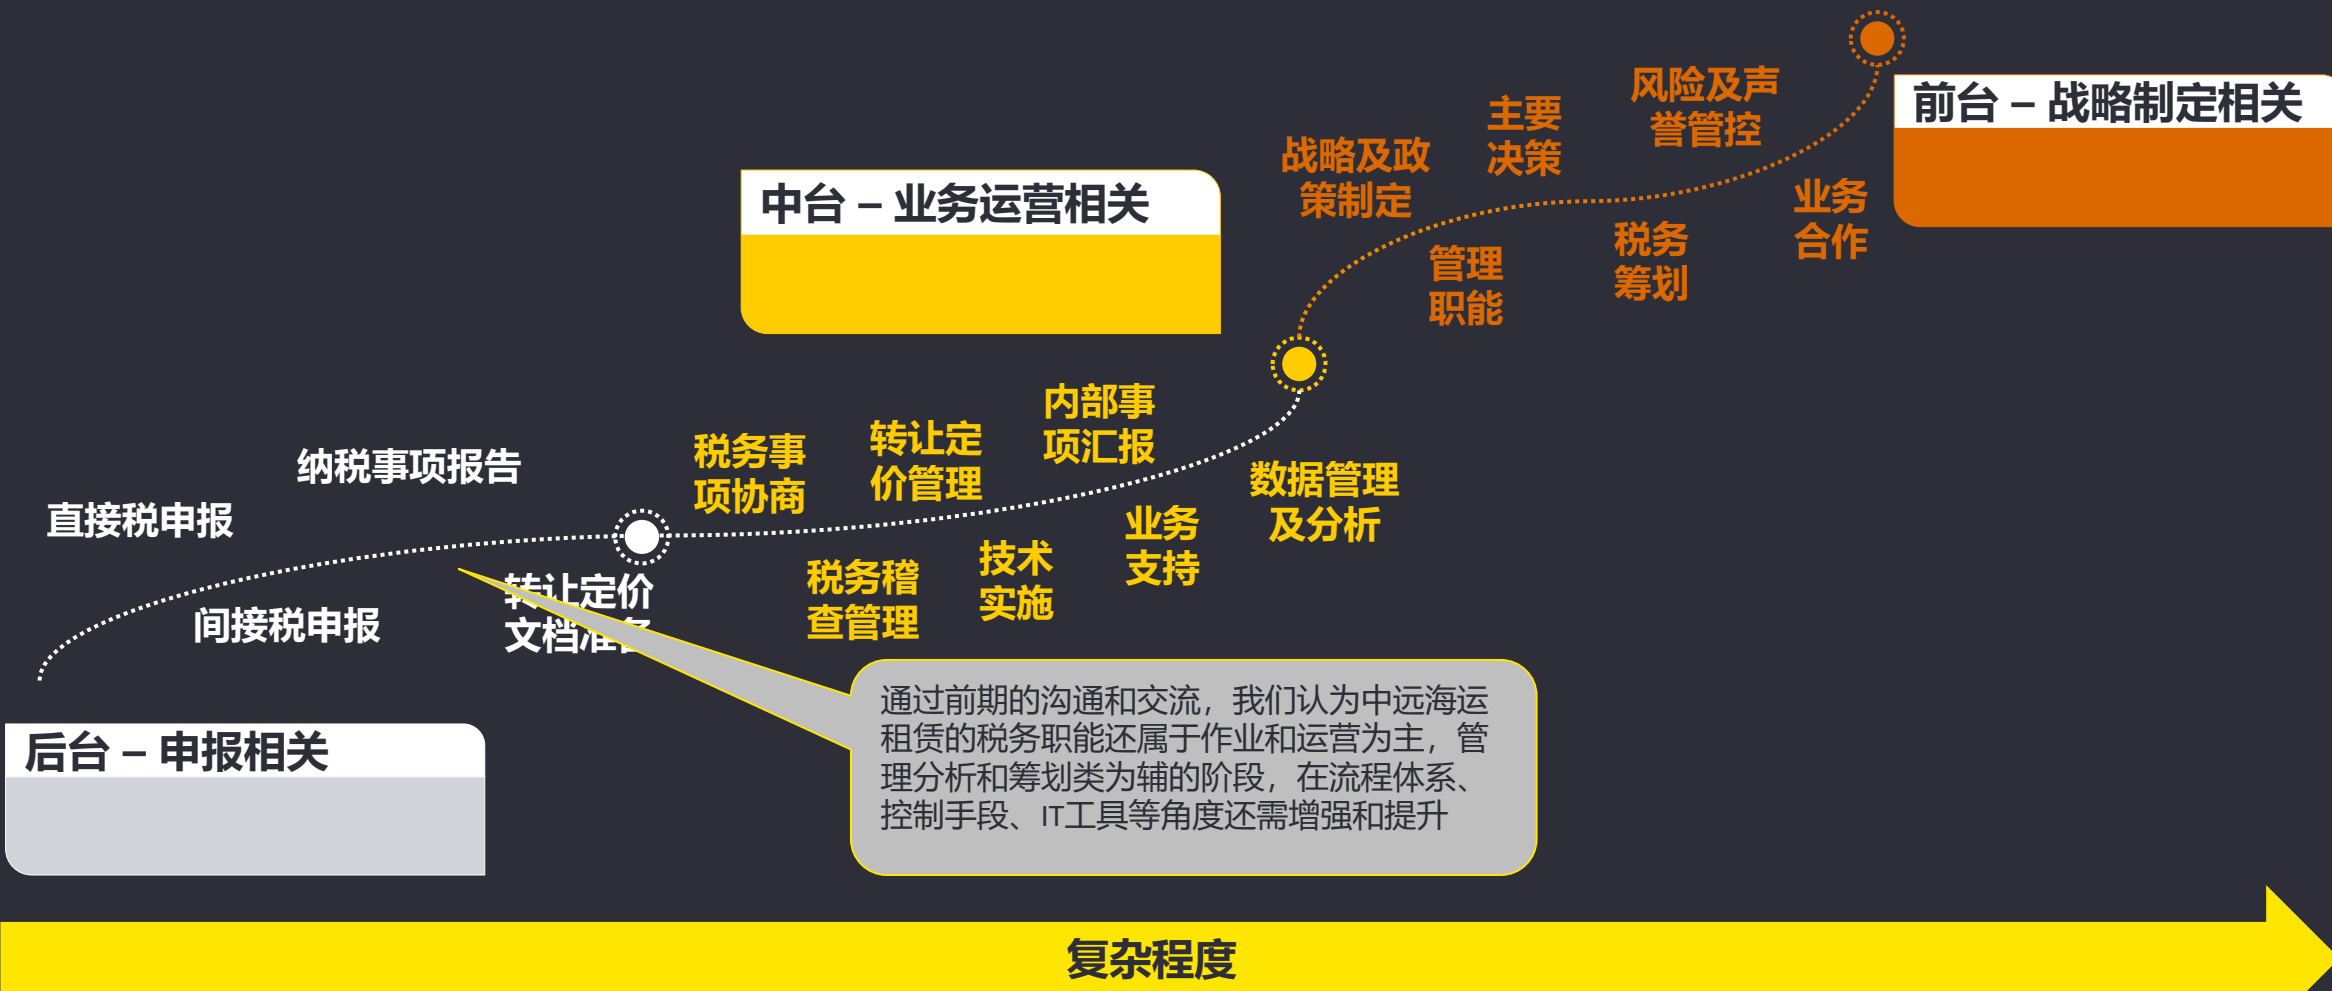 风险及声
誉管控
主要
决策
战略及政
策制定
前台 – 战略制定相关
业务
合作
税务
筹划
管理
职能
中台 – 业务运营相关
内部事
项汇报
转让定
价管理
税务事
项协商
数据管理
及分析
业务
支持
技术
实施
税务稽
查管理
纳税事项报告
直接税申报
间接税申报
转让定价
文档准备
后台 – 申报相关
通过前期的沟通和交流，我们认为中远海运
租赁的税务职能还属于作业和运营为主，管
理分析和筹划类为辅的阶段，在流程体系、
控制手段、IT工具等角度还需增强和提升
复杂程度